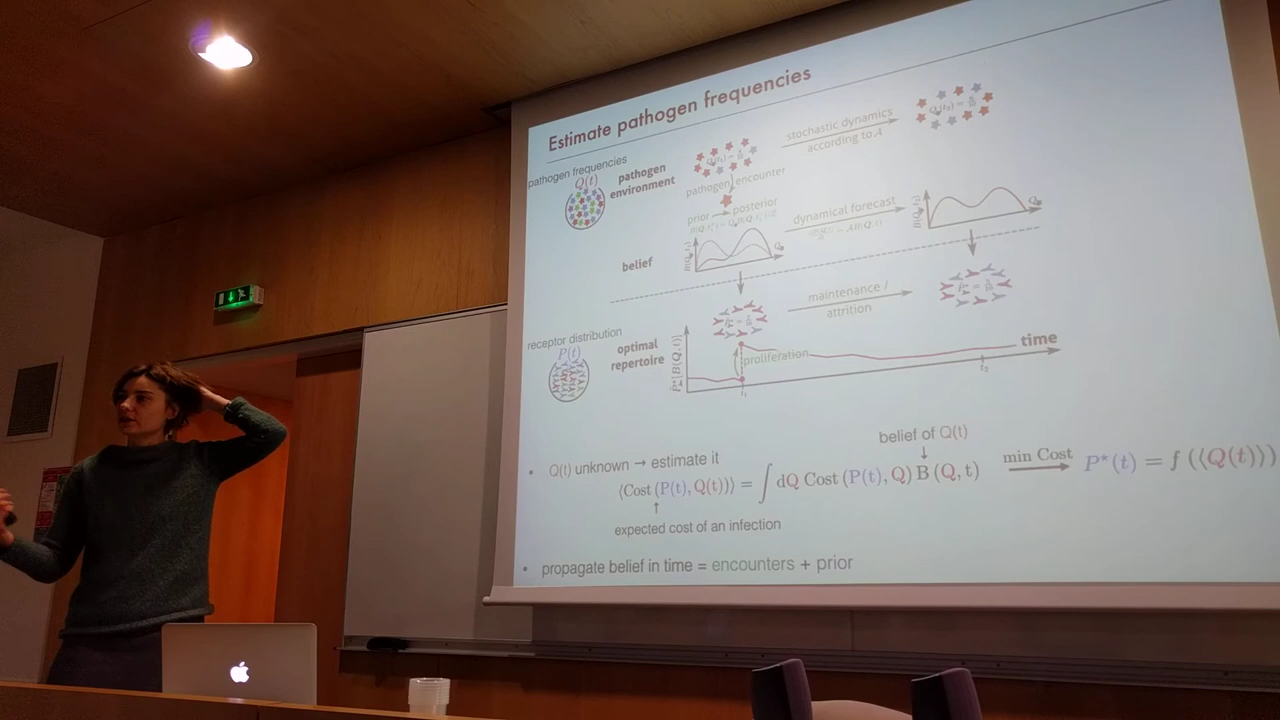 Estimate pathogen frequencies
pathogen frequencies
Q(t)
pathogen
environment
stochastic dynamics
according to A
pathogen encounter
prior → posterior
dynamical forecast
belief
receptor distribution
P(t)
optimal
repertoire
maintenance /
attrition
proliferation
time
t₁
t₂
belief of Q(t)
• Q(t) unknown → estimate it
⟨Cost (P(t), Q(t))⟩ = ∫ dQ Cost (P(t), Q) B (Q, t)
min Cost
P⋆(t) = f (⟨Q(t)⟩)
expected cost of an infection
• propagate belief in time = encounters + prior